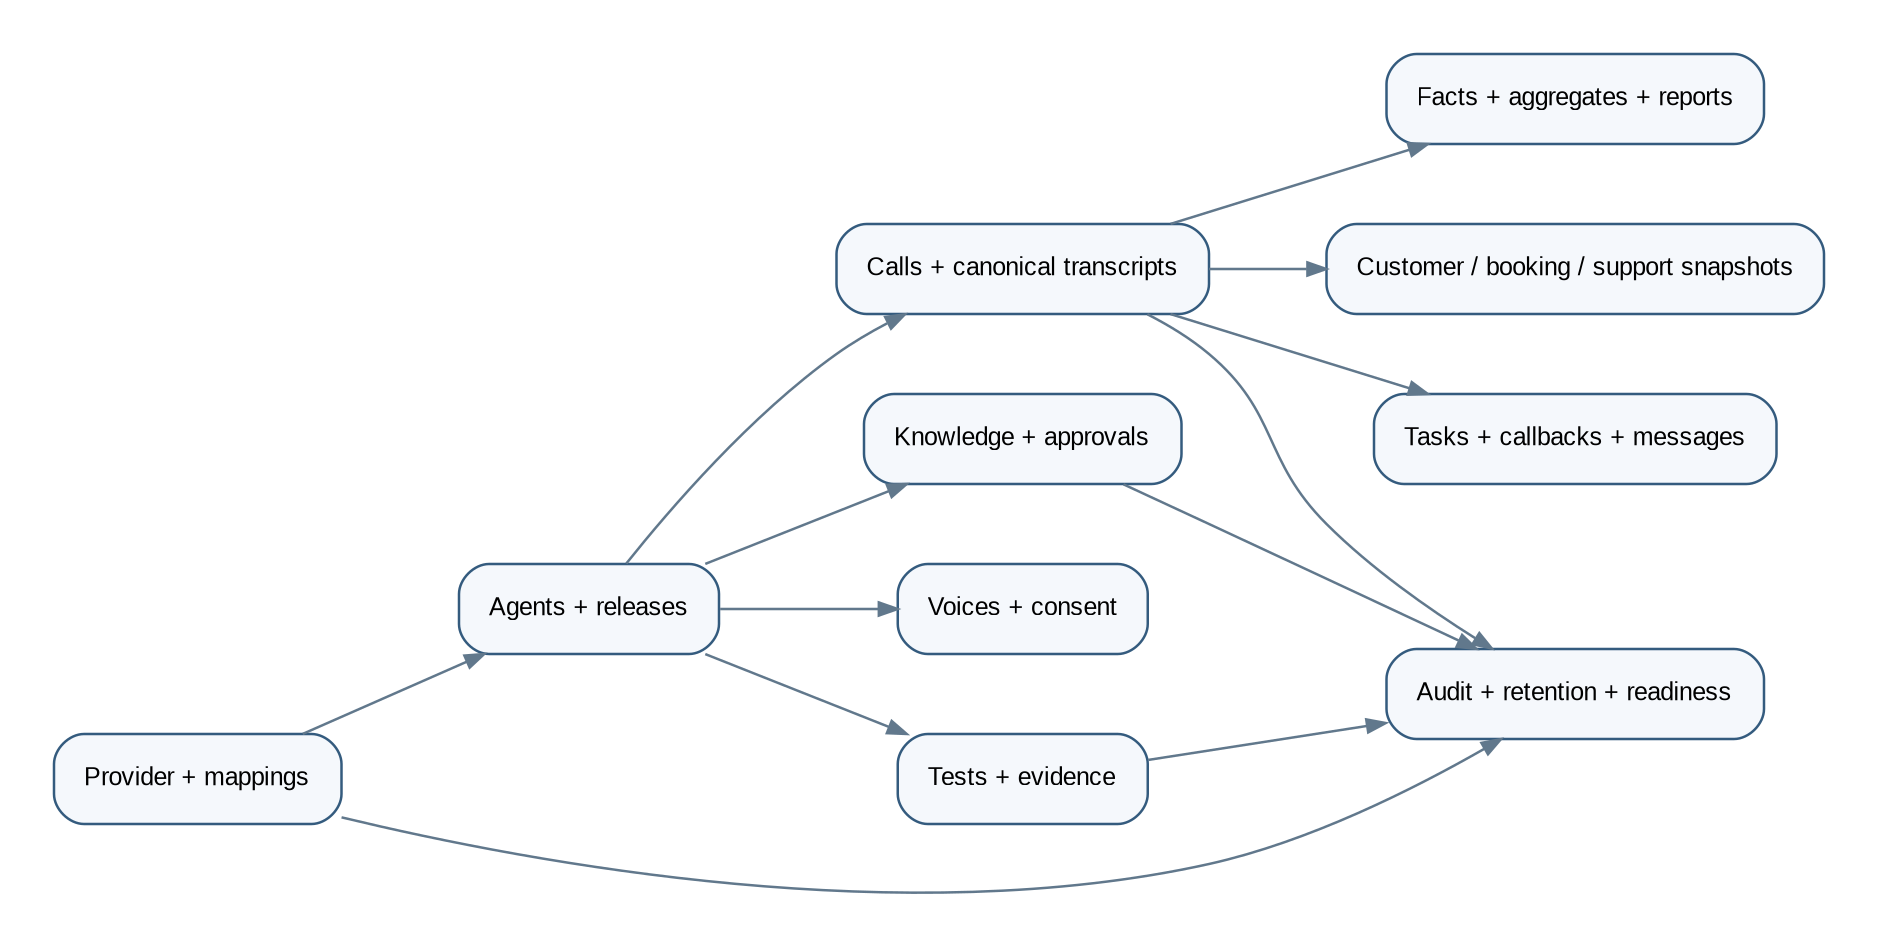 Facts + aggregates + reports
Calls + canonical transcripts
Customer / booking / support snapshots
Knowledge + approvals
Tasks + callbacks + messages
Agents + releases
Voices + consent
Audit + retention + readiness
Provider + mappings
Tests + evidence